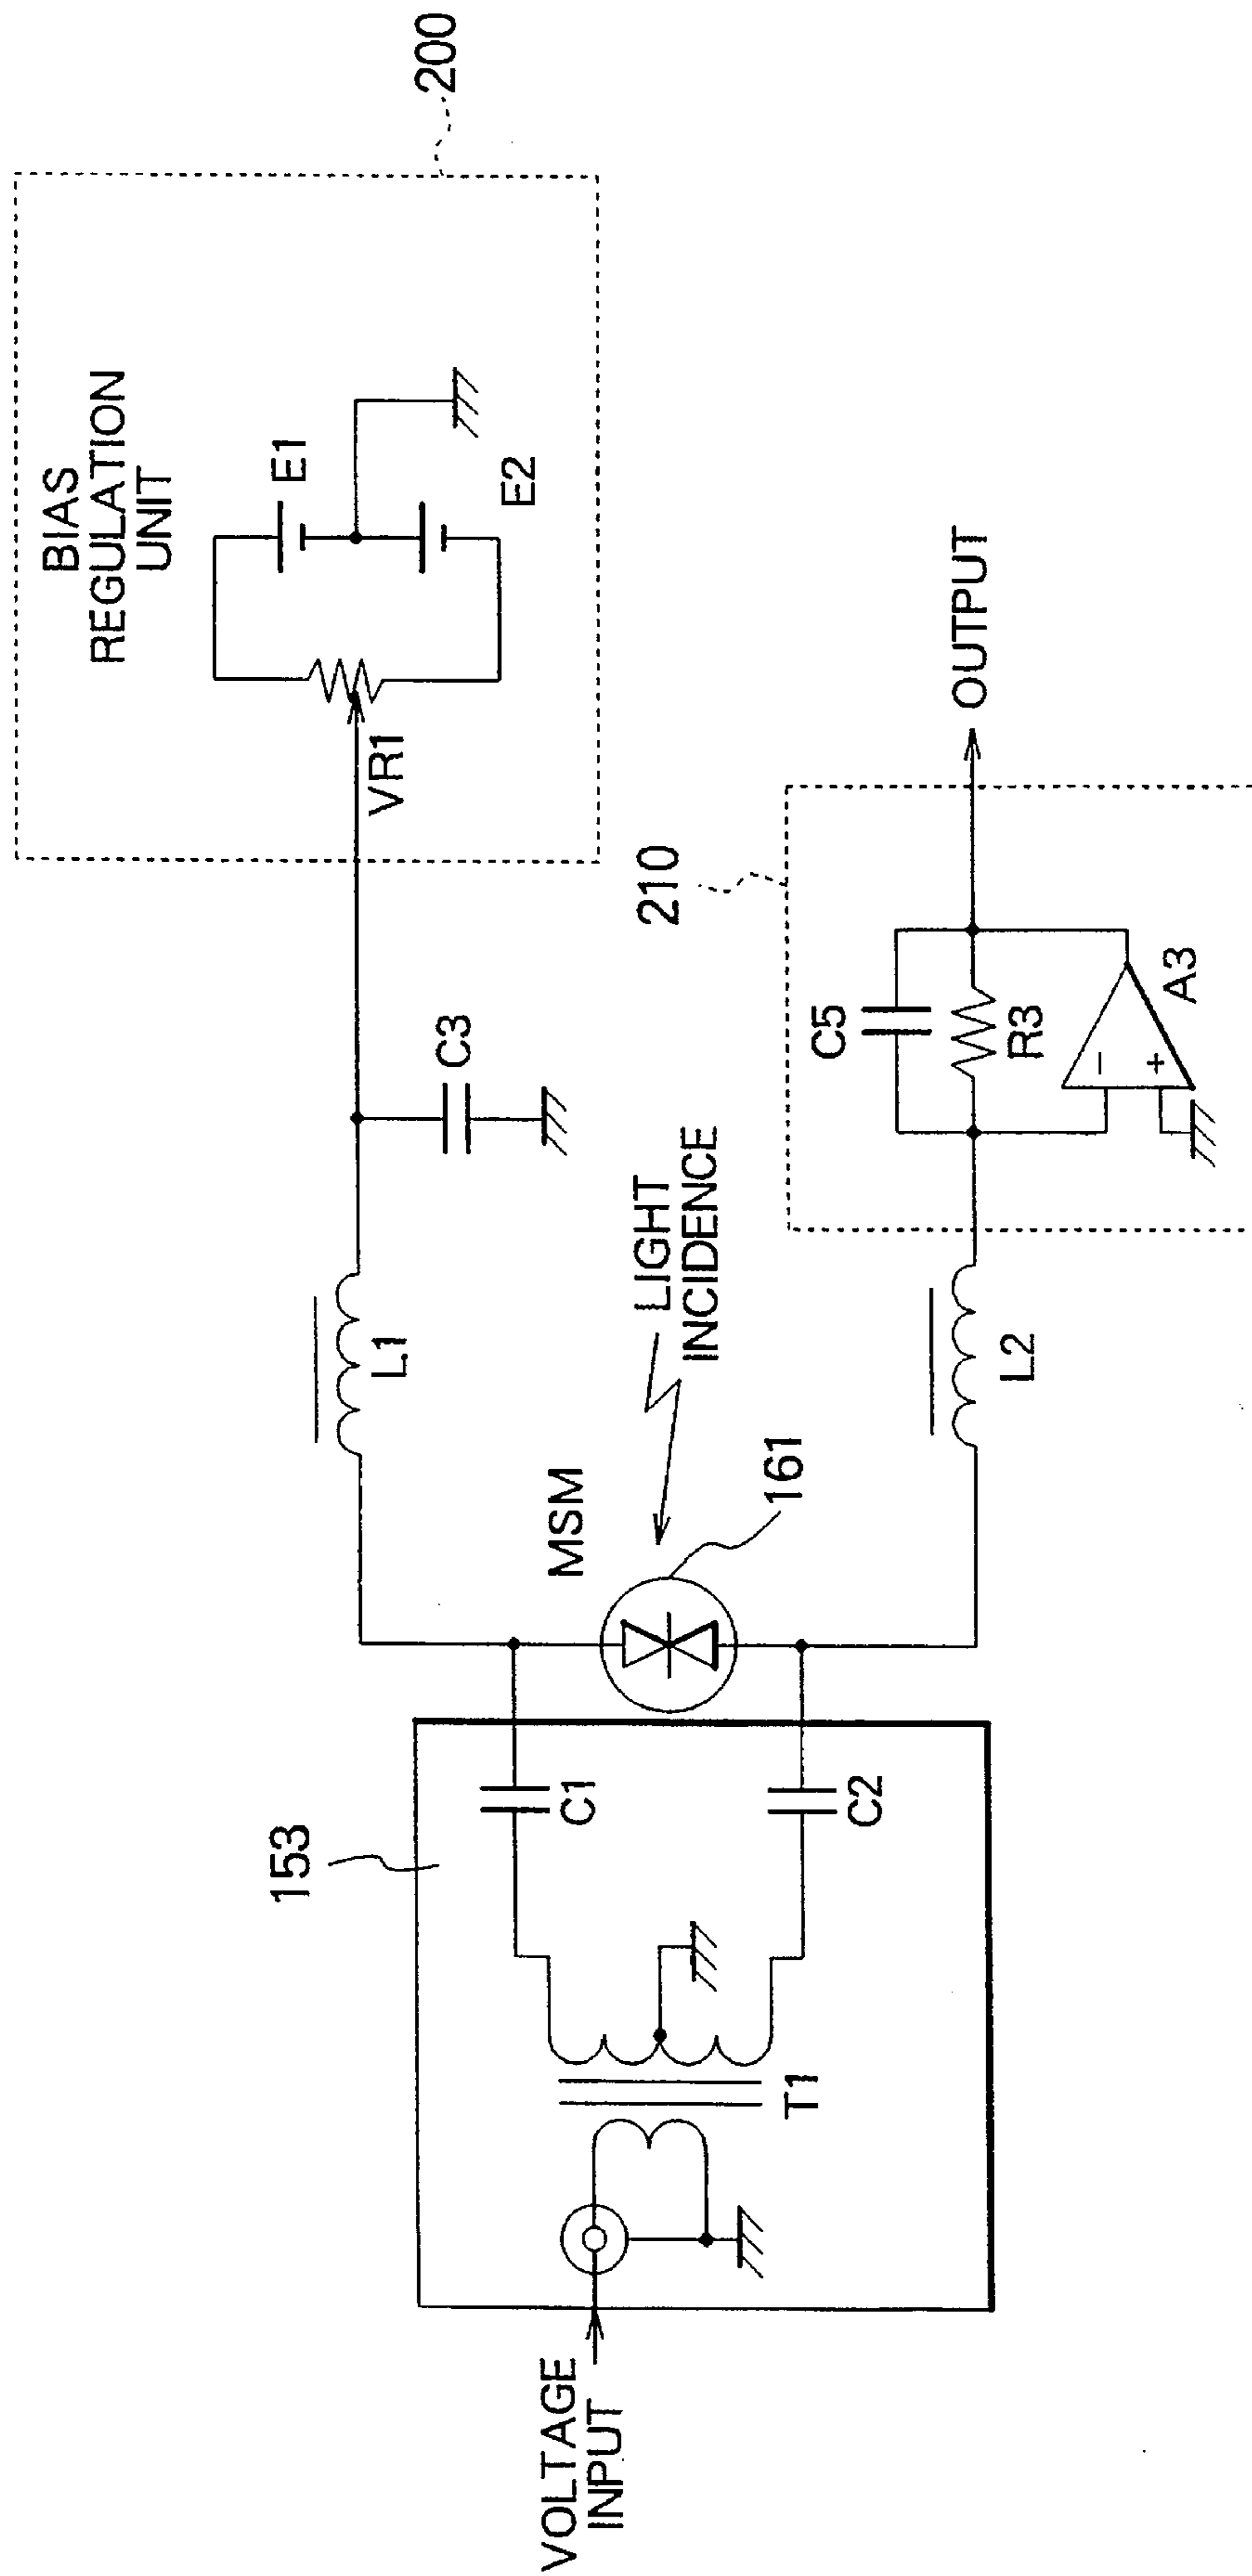 BIAS
REGULATION
UNIT
200
E1
E2
VR1
C3
L1
210
C5
R3
A3
OUTPUT
LIGHT
INCIDENCE
L2
MSM
161
153
C1
C2
T1
VOLTAGE
INPUT
−
+